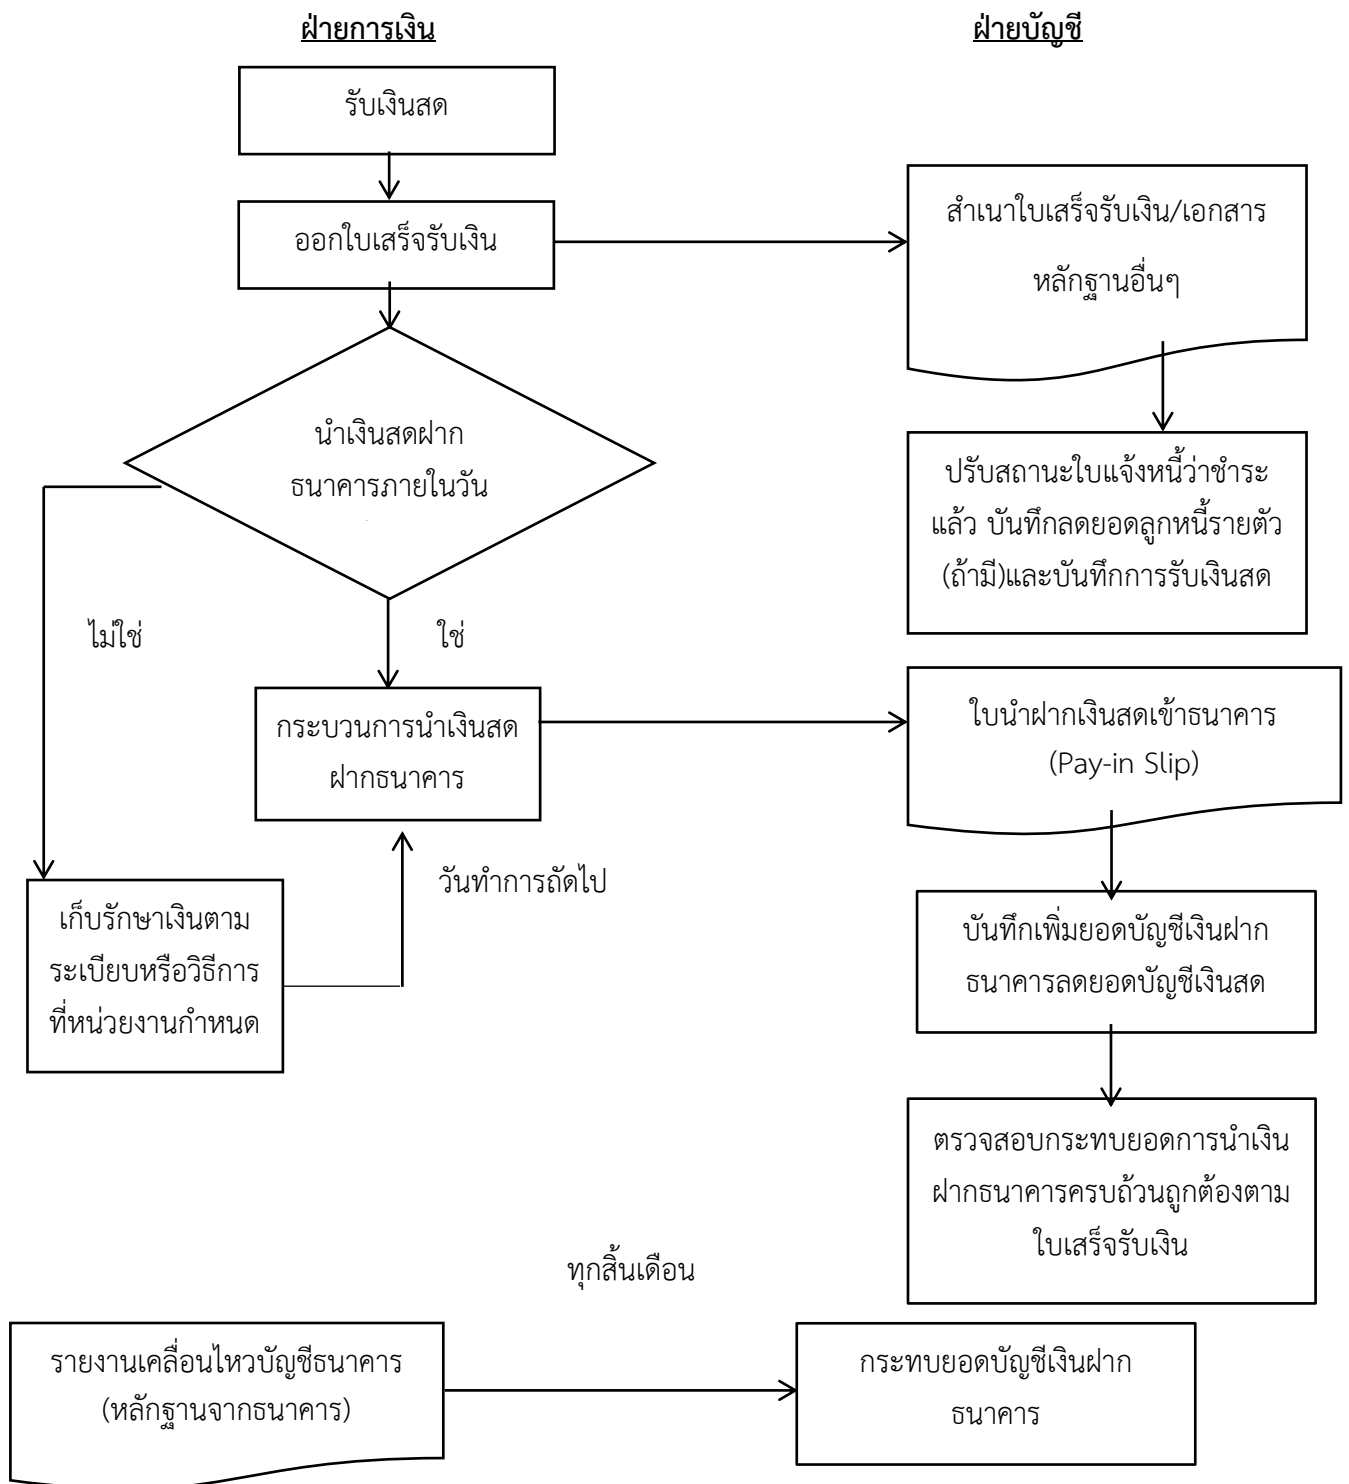 ฝ่ายการเงิน
ฝ่ายบัญชี
รับเงินสด
ออกใบเสร็จรับเงิน
สำเนาใบเสร็จรับเงิน/เอกสาร
หลักฐานอื่นๆ
นำเงินสดฝาก
ธนาคารภายในวัน
ปรับสถานะใบแจ้งหนี้ว่าชำระ
แล้ว บันทึกลดยอดลูกหนี้รายตัว
(ถ้ามี)และบันทึกการรับเงินสด
ไม่ใช่
ใช่
กระบวนการนำเงินสด
ฝากธนาคาร
ใบนำฝากเงินสดเข้าธนาคาร
(Pay-in Slip)
วันทำการถัดไป
เก็บรักษาเงินตาม
ระเบียบหรือวิธีการ
ที่หน่วยงานกำหนด
บันทึกเพิ่มยอดบัญชีเงินฝาก
ธนาคารลดยอดบัญชีเงินสด
ตรวจสอบกระทบยอดการนำเงิน
ฝากธนาคารครบถ้วนถูกต้องตาม
ใบเสร็จรับเงิน
ทุกสิ้นเดือน
รายงานเคลื่อนไหวบัญชีธนาคาร
(หลักฐานจากธนาคาร)
กระทบยอดบัญชีเงินฝาก
ธนาคาร